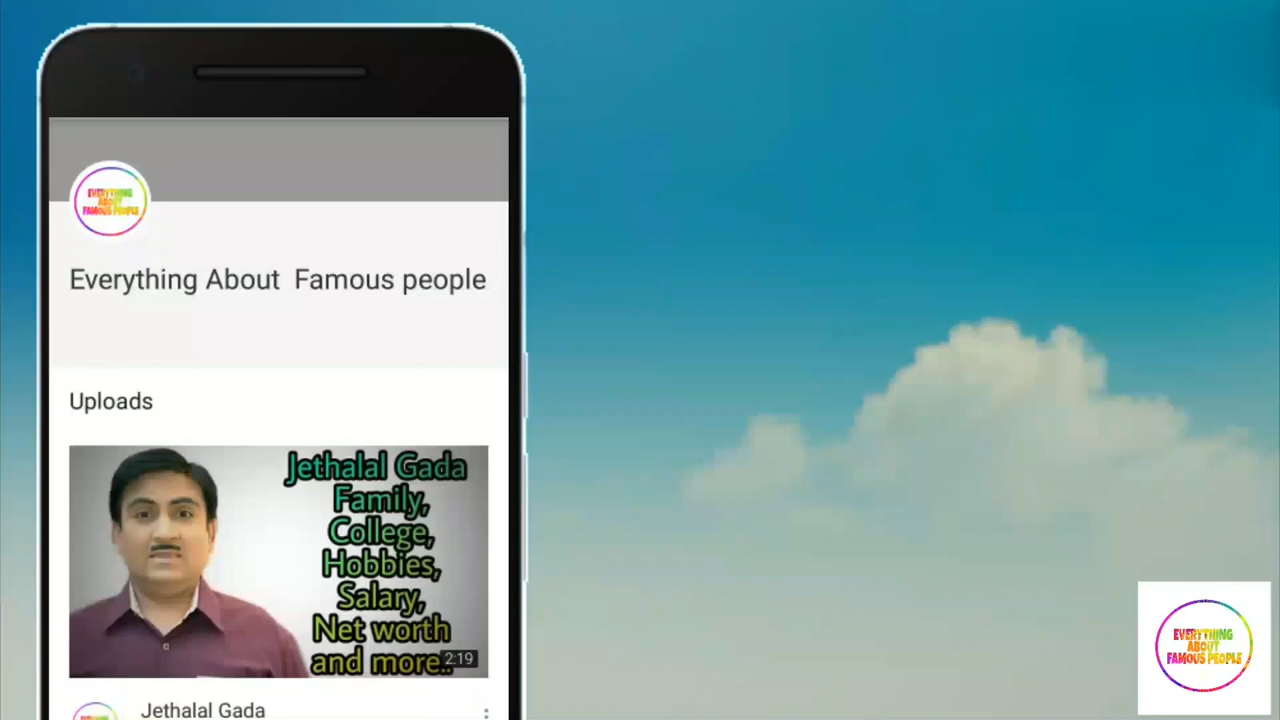 EVERYTHING
ABOUT
FAMOUS PEOPLE
Everything About  Famous people
Uploads
Jethalal Gada
Family,
College,
Hobbies,
Salary,
Net worth
and more..
2:19
Jethalal Gada
EVERYTHING
ABOUT
FAMOUS PEOPLE